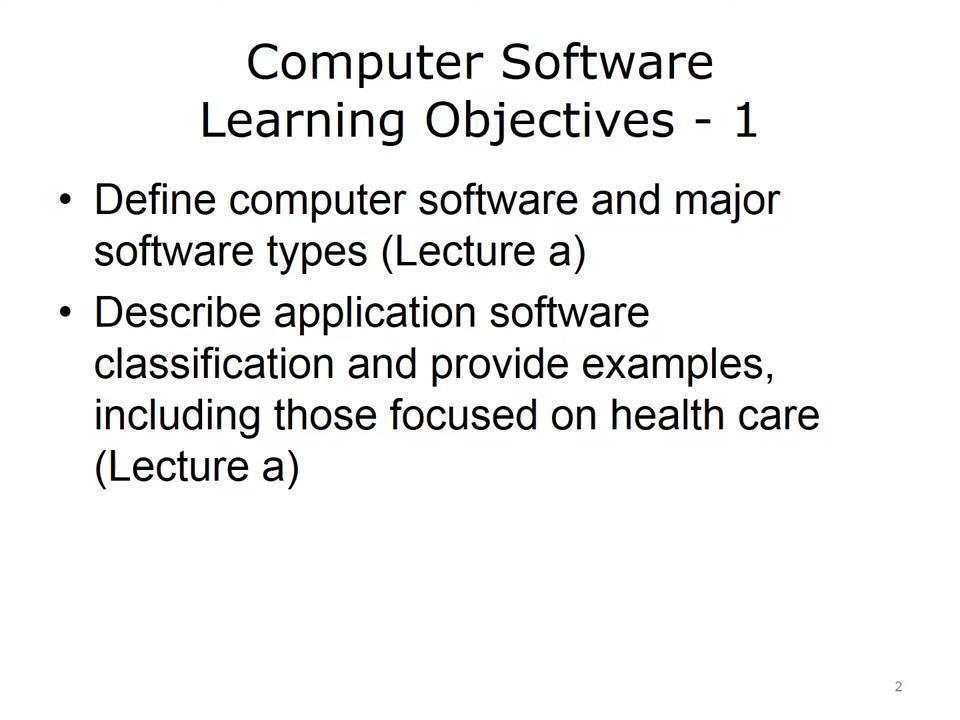 Computer Software
Learning Objectives - 1
• Define computer software and major
software types (Lecture a)
• Describe application software
classification and provide examples,
including those focused on health care
(Lecture a)
2